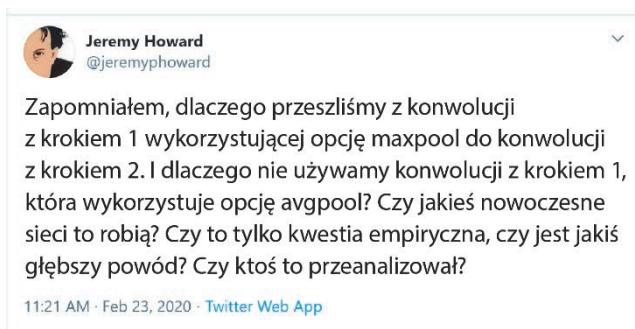 Jeremy Howard
@jeremyphoward
Zapomniałem, dlaczego przeszliśmy z konwolucji
z krokiem 1 wykorzystującej opcję maxpool do konwolucji
z krokiem 2. I dlaczego nie używamy konwolucji z krokiem 1,
która wykorzystuje opcję avgpool? Czy jakieś nowoczesne
sieci to robią? Czy to tylko kwestia empiryczna, czy jest jakiś
głębszy powód? Czy ktoś to przeanalizował?
11:21 AM · Feb 23, 2020 · Twitter Web App